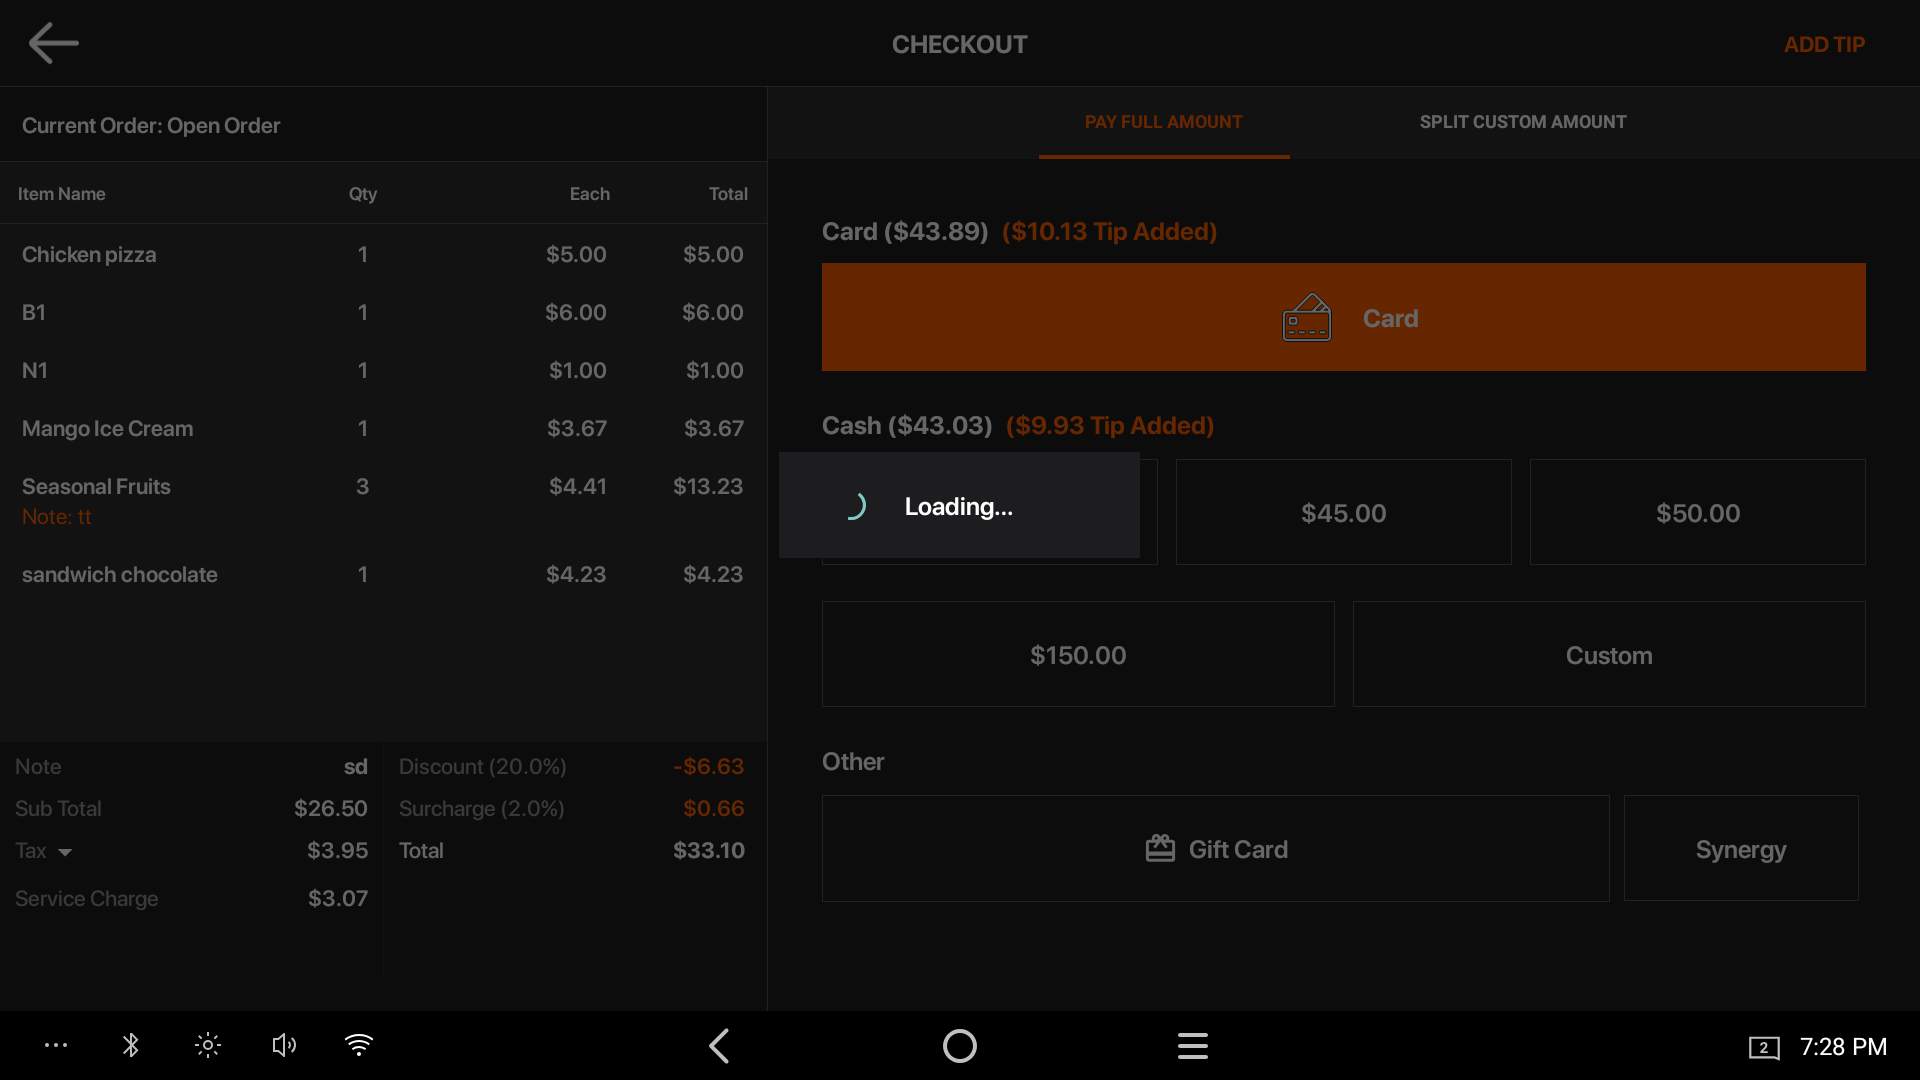 CHECKOUT
ADD TIP
Current Order: Open Order
PAY FULL AMOUNT
SPLIT CUSTOM AMOUNT
Item Name Qty Each Total
Chicken pizza 1 $5.00 $5.00
B1 1 $6.00 $6.00
N1 1 $1.00 $1.00
Mango Ice Cream 1 $3.67 $3.67
Seasonal Fruits 3 $4.41 $13.23
Note: tt
sandwich chocolate 1 $4.23 $4.23
Note sd
Sub Total $26.50
Tax $3.95
Service Charge $3.07
Discount (20.0%) -$6.63
Surcharge (2.0%) $0.66
Total $33.10
Card ($43.89) ($10.13 Tip Added)
Card
Cash ($43.03) ($9.93 Tip Added)
Loading...
$45.00
$50.00
$150.00
Custom
Other
Gift Card
Synergy
2
7:28 PM